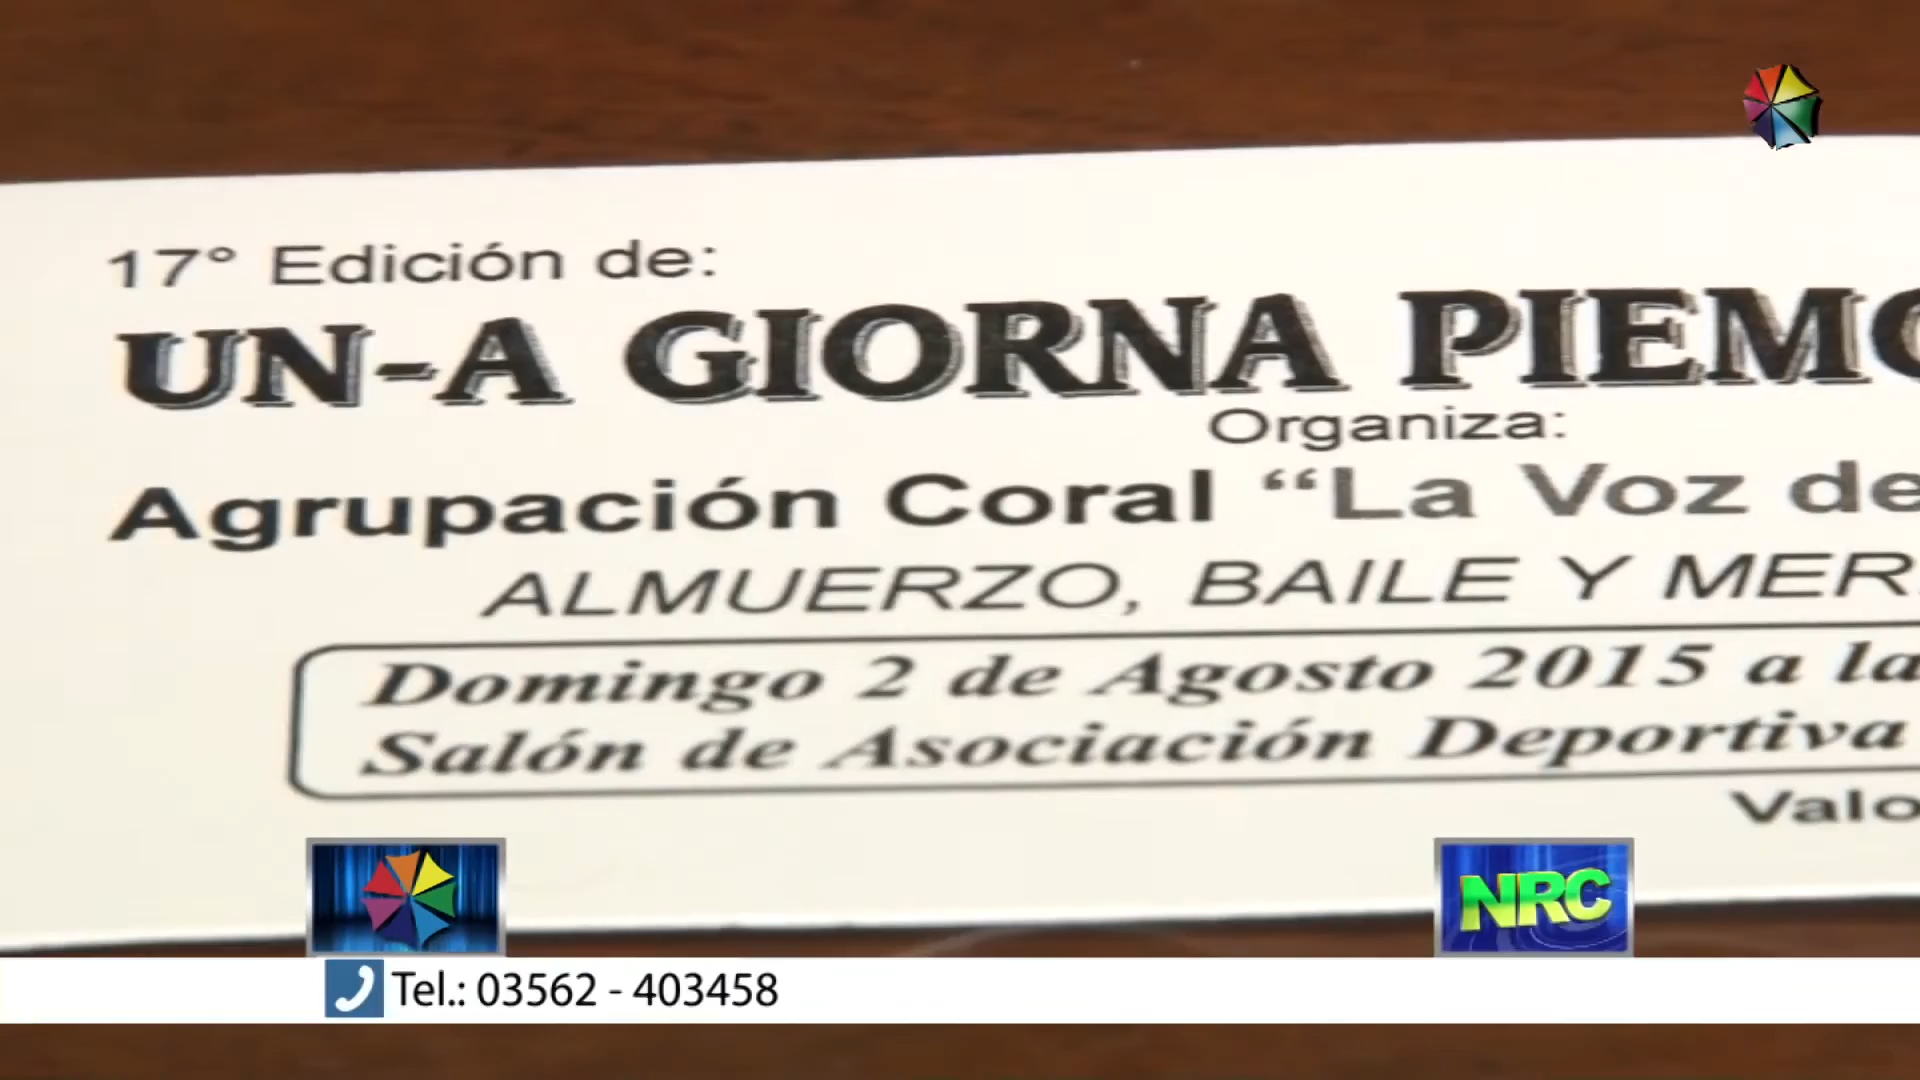 17° Edición de:
UN-A GIORNA PIEMO
Organiza:
Agrupación Coral “La Voz de
ALMUERZO, BAILE Y MER
Domingo 2 de Agosto 2015 a la
Salón de Asociación Deportiva
Valo
NRC
Tel.: 03562 - 403458